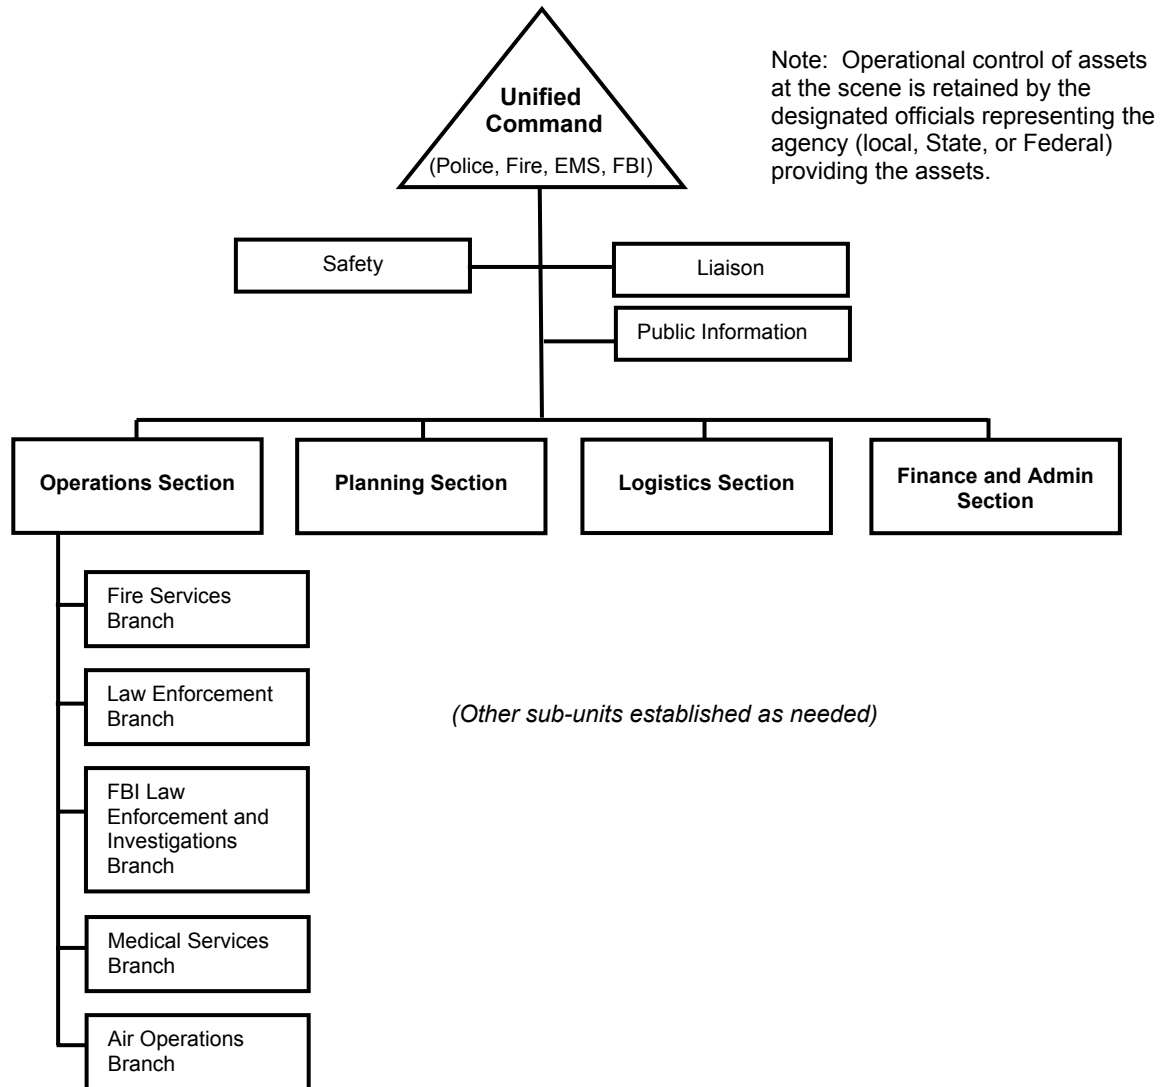 Unified
Command
(Police, Fire, EMS, FBI)
Note: Operational control of assets
at the scene is retained by the
designated officials representing the
agency (local, State, or Federal)
providing the assets.
Safety
Liaison
Public Information
Operations Section
Planning Section
Logistics Section
Finance and Admin
Section
Fire Services
Branch
Law Enforcement
Branch
(Other sub-units established as needed)
FBI Law
Enforcement and
Investigations
Branch
Medical Services
Branch
Air Operations
Branch